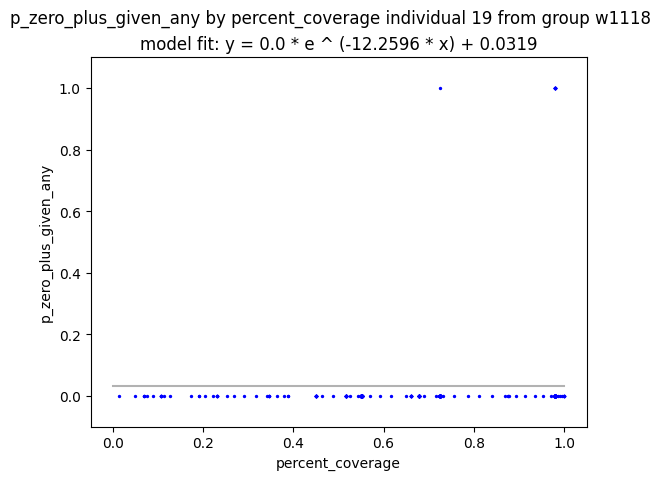 p_zero_plus_given_any by percent_coverage individual 19 from group w1118
model fit: y = 0.0 * e ^ (-12.2596 * x) + 0.0319
1.0
0.8
0.6
0.4
0.2
0.0
p_zero_plus_given_any
0.0 0.2 0.4 0.6 0.8 1.0
percent_coverage